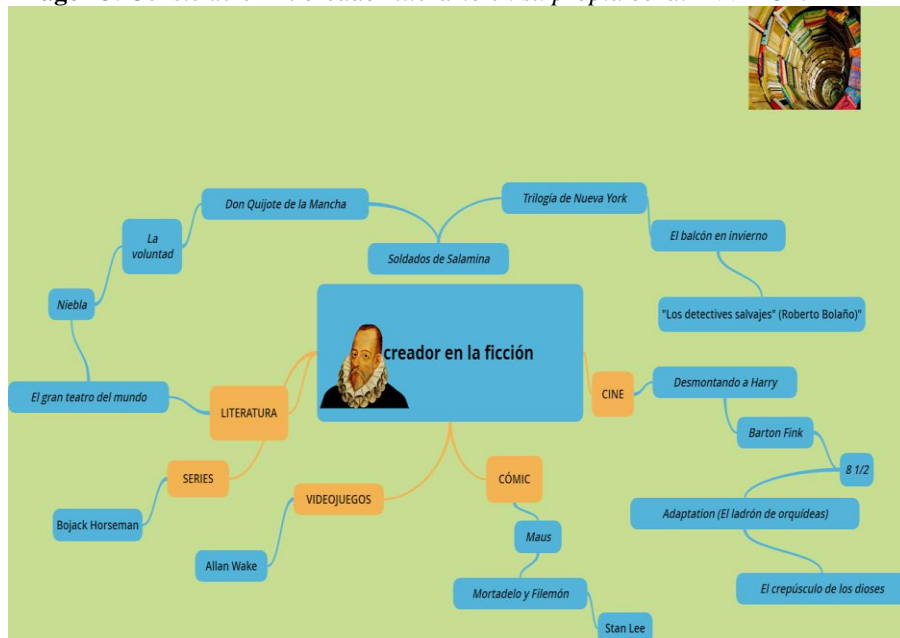 Don Quijote de la Mancha
Trilogía de Nueva York
La
voluntad
El balcón en invierno
Soldados de Salamina
Niebla
"Los detectives salvajes" (Roberto Bolaño)"
creador en la ficción
Desmontando a Harry
El gran teatro del mundo
LITERATURA
CINE
Barton Fink
SERIES
CÓMIC
8 1/2
VIDEOJUEGOS
Adaptation (El ladrón de orquídeas)
Bojack Horseman
Maus
Allan Wake
Mortadelo y Filemón
El crepúsculo de los dioses
Stan Lee